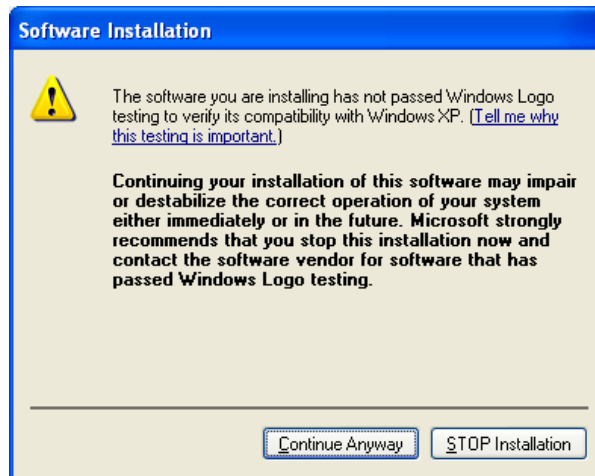 Software Installation
The software you are installing has not passed Windows Logo
testing to verify its compatibility with Windows XP. (Tell me why
this testing is important.)
Continuing your installation of this software may impair
or destabilize the correct operation of your system
either immediately or in the future. Microsoft strongly
recommends that you stop this installation now and
contact the software vendor for software that has
passed Windows Logo testing.
Continue Anyway
STOP Installation